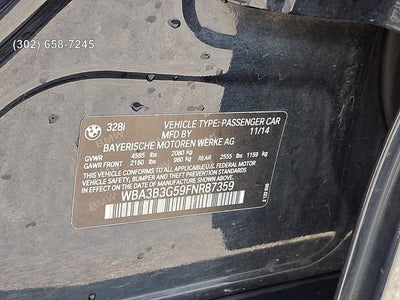 (302) 658-7245
328i VEHICLE TYPE: PASSENGER CAR
MFD BY 11/14
BAYERISCHE MOTOREN WERKE AG
GVWR 4585 lbs 2080 kg
GAWR FRONT 2160 lbs 980 kg REAR 2555 lbs 1159 kg
THIS VEHICLE CONFORMS TO ALL APPLICABLE
FEDERAL MOTOR VEHICLE SAFETY, BUMPER, AND
THEFT PREVENTION STANDARDS IN EFFECT ON
THE DATE OF MANUFACTURE SHOWN ABOVE.
WBA3B3G59FNR87359